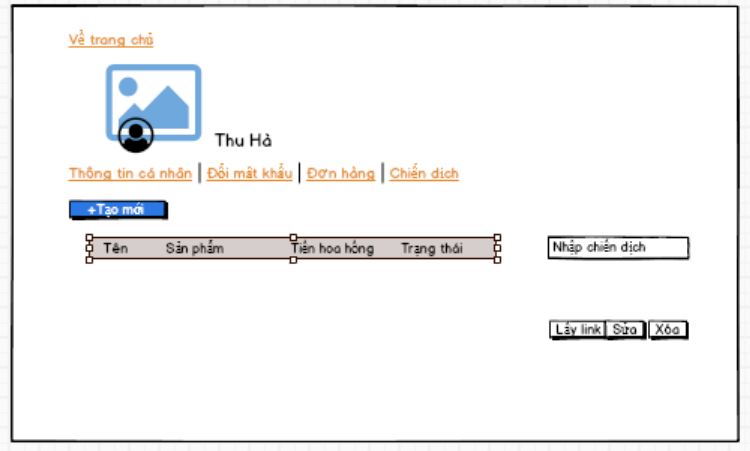 Về trang chủ
Thu Hà
Thông tin cá nhân | Đổi mật khẩu | Đơn hàng | Chiến dịch
+Tạo mới
Tên Sản phẩm Tiền hoa hồng Trạng thái Nhập chiến dịch
Lấy link Sửa Xóa